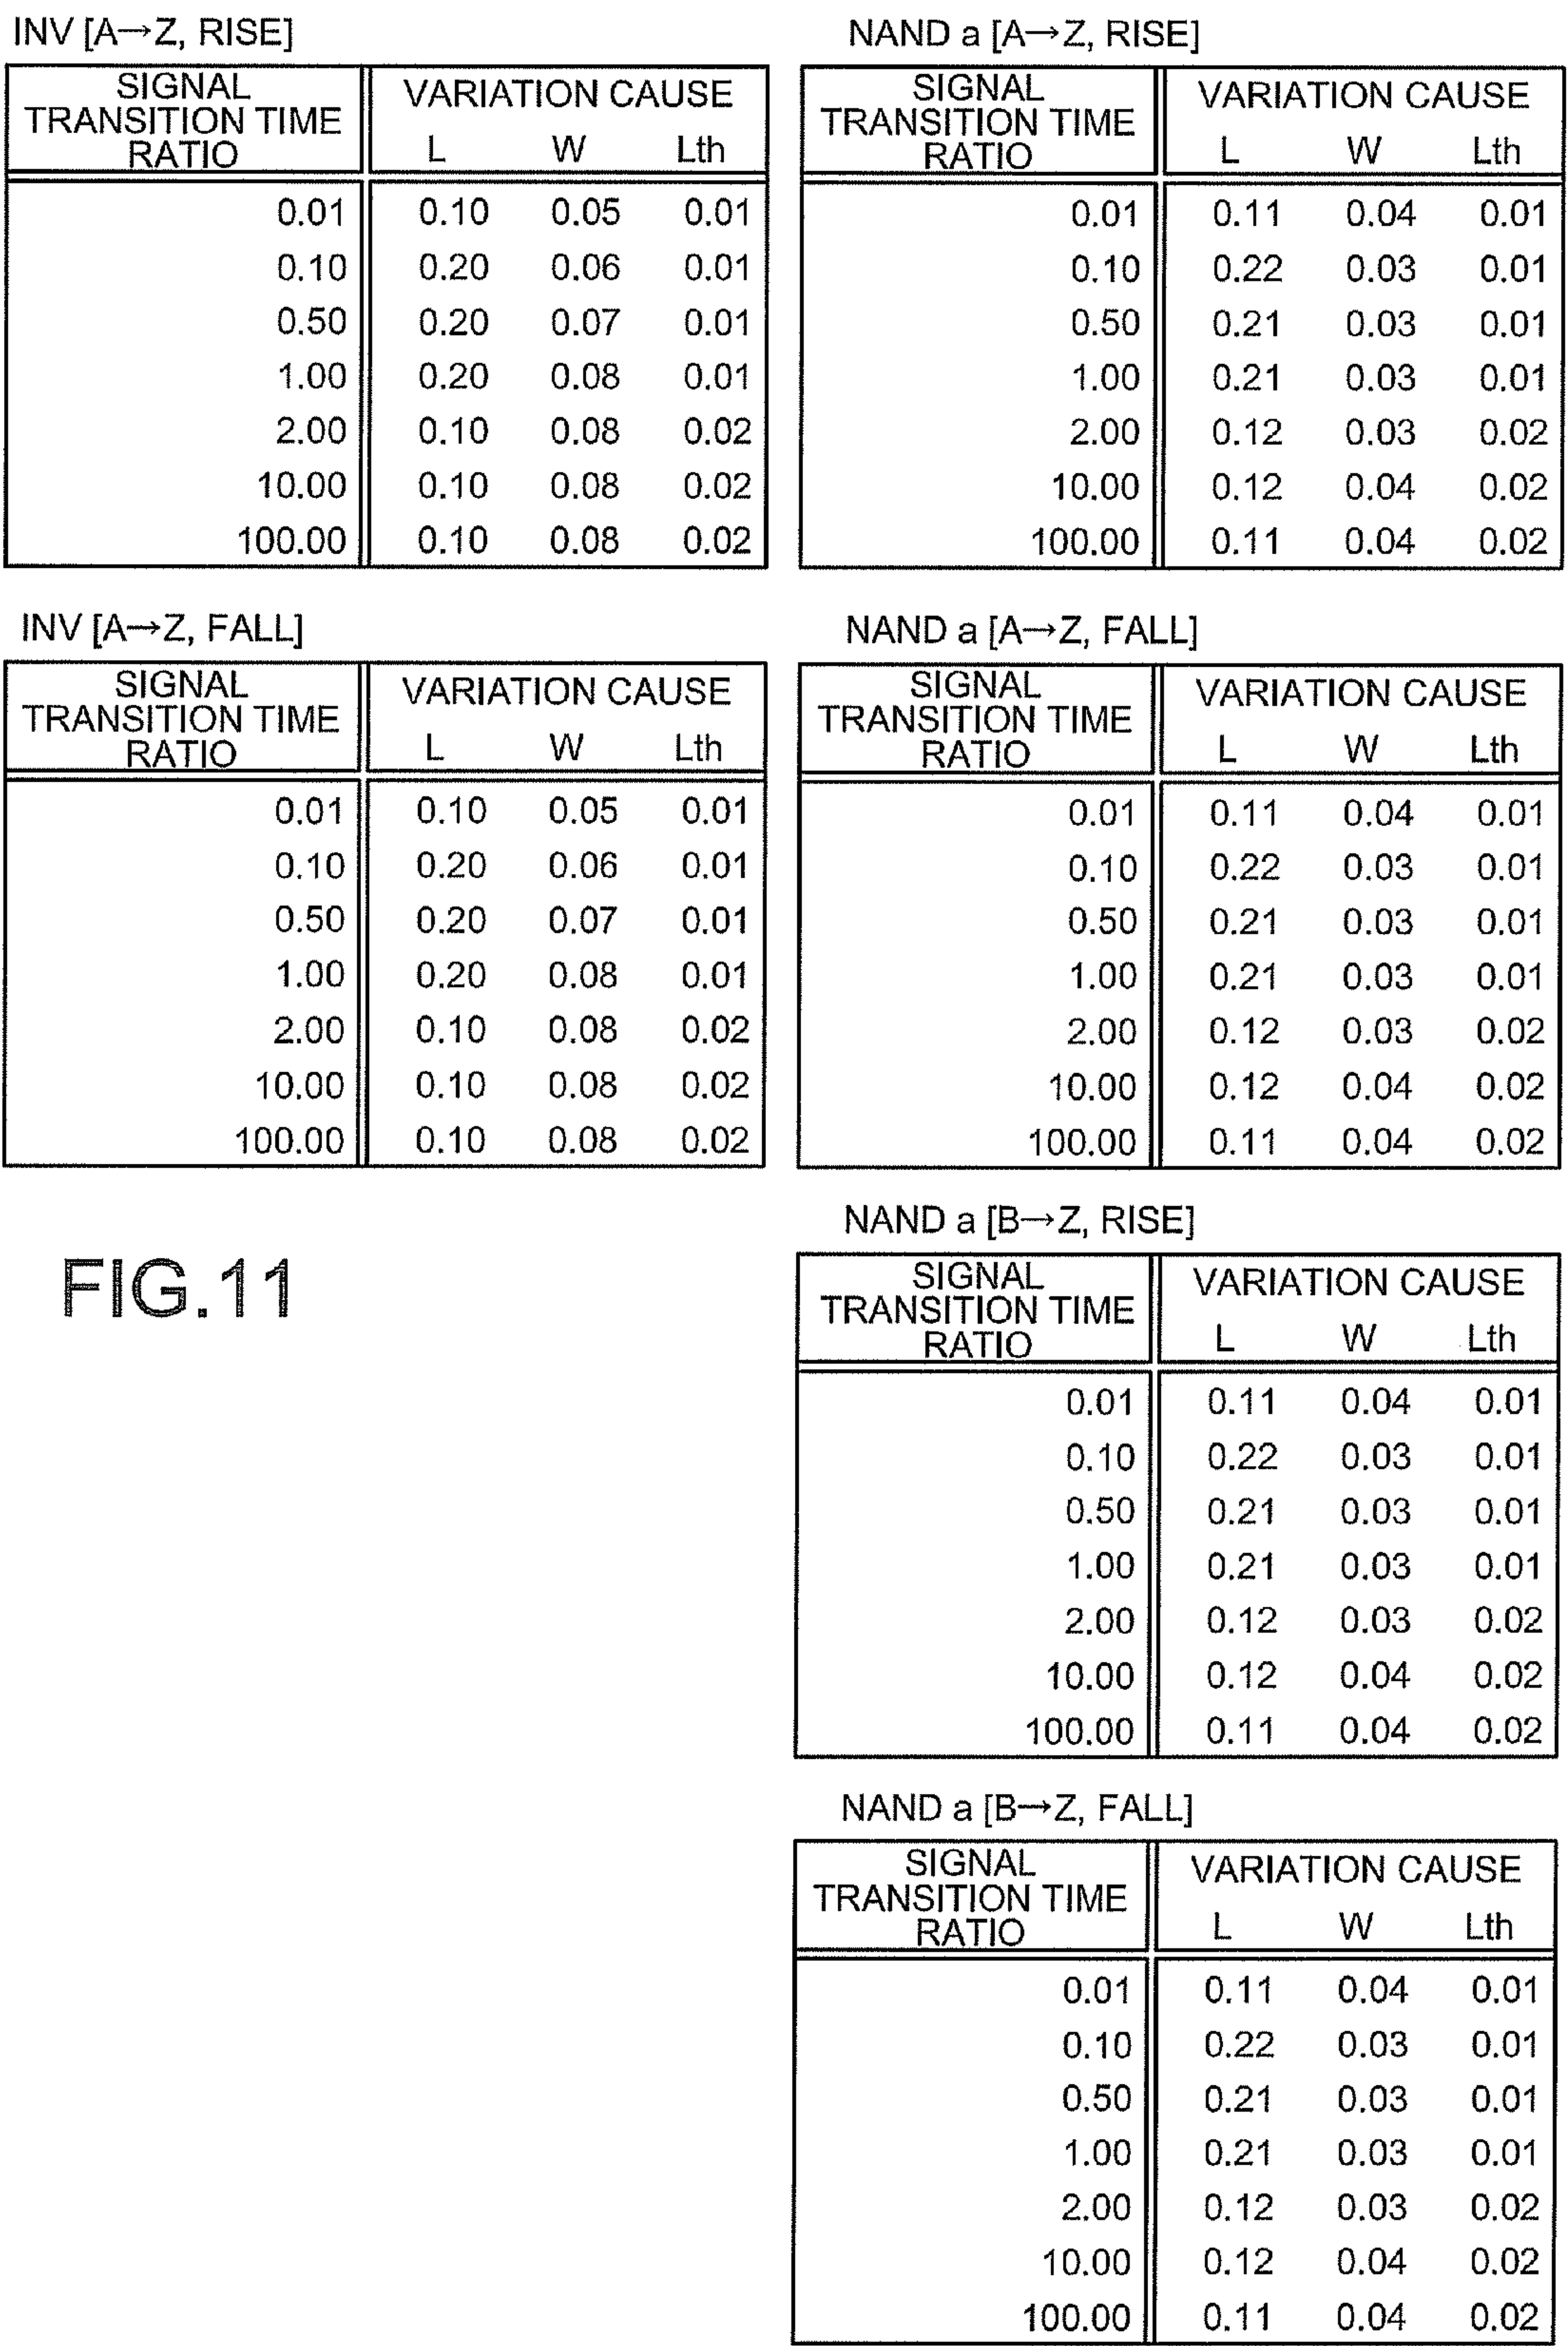 INV [A→Z, RISE]
SIGNAL TRANSITION TIME RATIO VARIATION CAUSE
L W Lth
0.01 0.10 0.05 0.01
0.10 0.20 0.06 0.01
0.50 0.20 0.07 0.01
1.00 0.20 0.08 0.01
2.00 0.10 0.08 0.02
10.00 0.10 0.08 0.02
100.00 0.10 0.08 0.02
NAND a [A→Z, RISE]
SIGNAL TRANSITION TIME RATIO VARIATION CAUSE
L W Lth
0.01 0.11 0.04 0.01
0.10 0.22 0.03 0.01
0.50 0.21 0.03 0.01
1.00 0.21 0.03 0.01
2.00 0.12 0.03 0.02
10.00 0.12 0.04 0.02
100.00 0.11 0.04 0.02
INV [A→Z, FALL]
SIGNAL TRANSITION TIME RATIO VARIATION CAUSE
L W Lth
0.01 0.10 0.05 0.01
0.10 0.20 0.06 0.01
0.50 0.20 0.07 0.01
1.00 0.20 0.08 0.01
2.00 0.10 0.08 0.02
10.00 0.10 0.08 0.02
100.00 0.10 0.08 0.02
NAND a [A→Z, FALL]
SIGNAL TRANSITION TIME RATIO VARIATION CAUSE
L W Lth
0.01 0.11 0.04 0.01
0.10 0.22 0.03 0.01
0.50 0.21 0.03 0.01
1.00 0.21 0.03 0.01
2.00 0.12 0.03 0.02
10.00 0.12 0.04 0.02
100.00 0.11 0.04 0.02
FIG.11
NAND a [B→Z, RISE]
SIGNAL TRANSITION TIME RATIO VARIATION CAUSE
L W Lth
0.01 0.11 0.04 0.01
0.10 0.22 0.03 0.01
0.50 0.21 0.03 0.01
1.00 0.21 0.03 0.01
2.00 0.12 0.03 0.02
10.00 0.12 0.04 0.02
100.00 0.11 0.04 0.02
NAND a [B→Z, FALL]
SIGNAL TRANSITION TIME RATIO VARIATION CAUSE
L W Lth
0.01 0.11 0.04 0.01
0.10 0.22 0.03 0.01
0.50 0.21 0.03 0.01
1.00 0.21 0.03 0.01
2.00 0.12 0.03 0.02
10.00 0.12 0.04 0.02
100.00 0.11 0.04 0.02